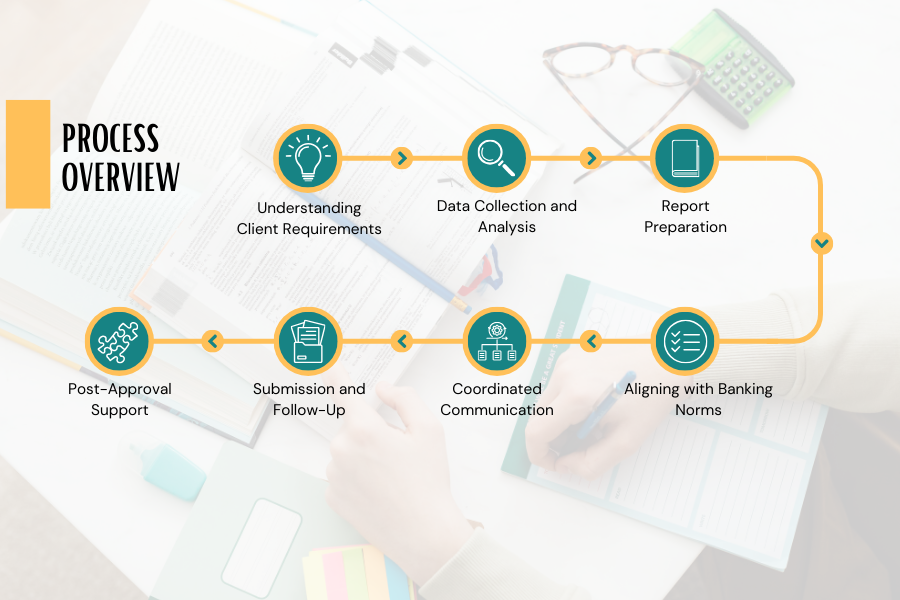 PROCESS
OVERVIEW
Understanding
Client Requirements
Data Collection and
Analysis
Report
Preparation
Aligning with Banking
Norms
Coordinated
Communication
Submission and
Follow-Up
Post-Approval
Support